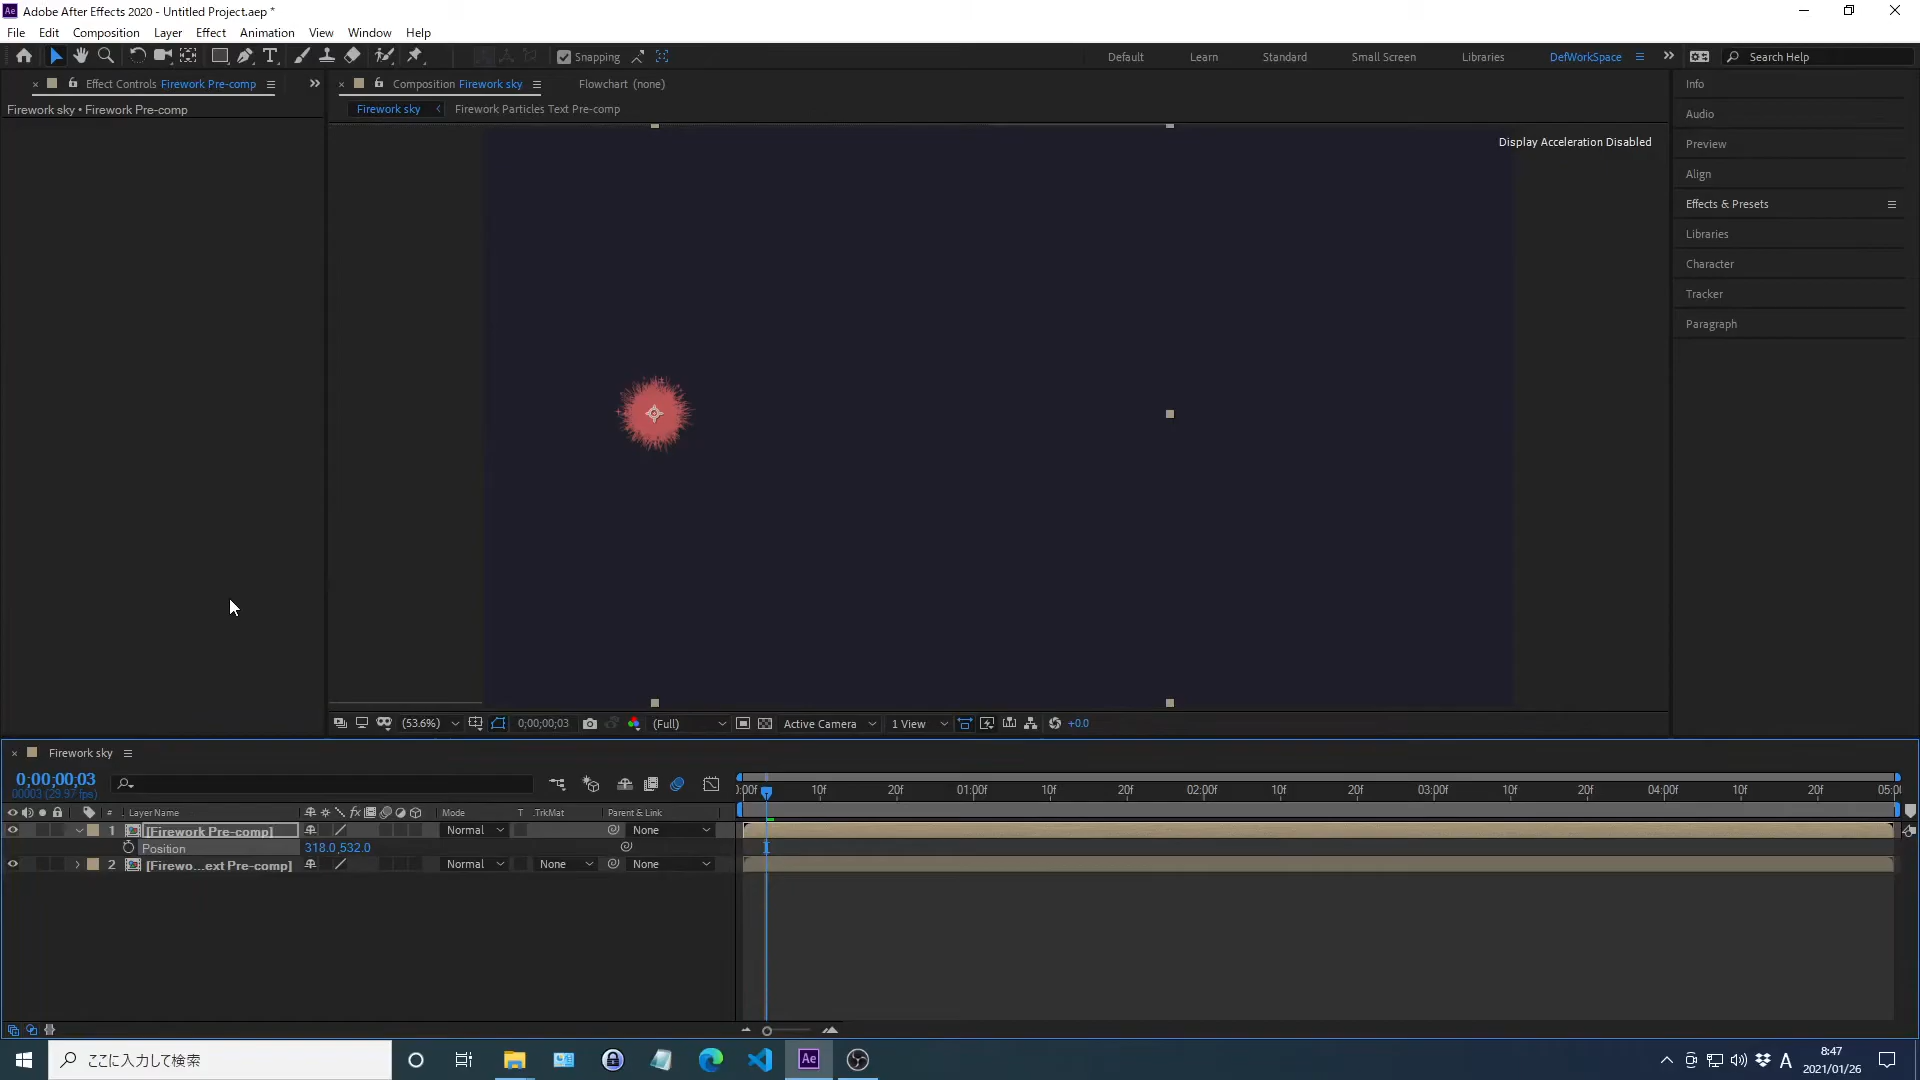 Adobe After Effects 2020 - Untitled Project.aep *
File Edit Composition Layer Effect Animation View Window Help
Snapping Default Learn Standard Small Screen Libraries DefWorkSpace Search Help
Effect Controls Firework Pre-comp
Composition Firework sky Flowchart (none)
Firework sky • Firework Pre-comp
Firework sky Firework Particles Text Pre-comp
Display Acceleration Disabled
Info
Audio
Preview
Align
Effects & Presets
Libraries
Character
Tracker
Paragraph
(53.6%) 0;00;00;03 (Full) Active Camera 1 View +0.0
Firework sky
0;00;00;03
00003 (29.97 fps)
0:00f 10f 20f 01:00f 10f 20f 02:00f 10f 20f 03:00f 10f 20f 04:00f 10f 20f 05:0
# Layer Name Mode T .TrkMat Parent & Link
1 [Firework Pre-comp] Normal None
Position 318.0,532.0
2 [Firewo...ext Pre-comp] Normal None None
ここに入力して検索
Ae
A
8:47
2021/01/26